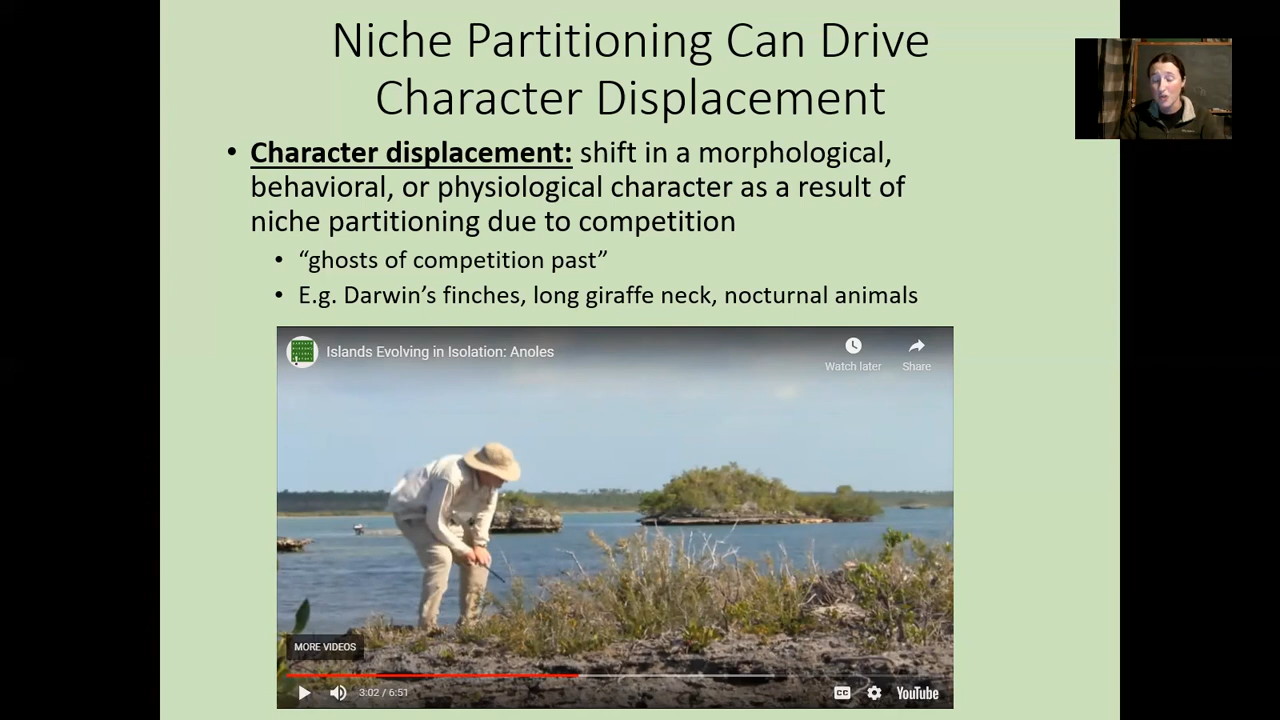 Niche Partitioning Can Drive
Character Displacement
• Character displacement: shift in a morphological,
behavioral, or physiological character as a result of
niche partitioning due to competition
• “ghosts of competition past”
• E.g. Darwin’s finches, long giraffe neck, nocturnal animals
Islands Evolving in Isolation: Anoles
Watch later
Share
MORE VIDEOS
3:02 / 6:51
CC
YouTube